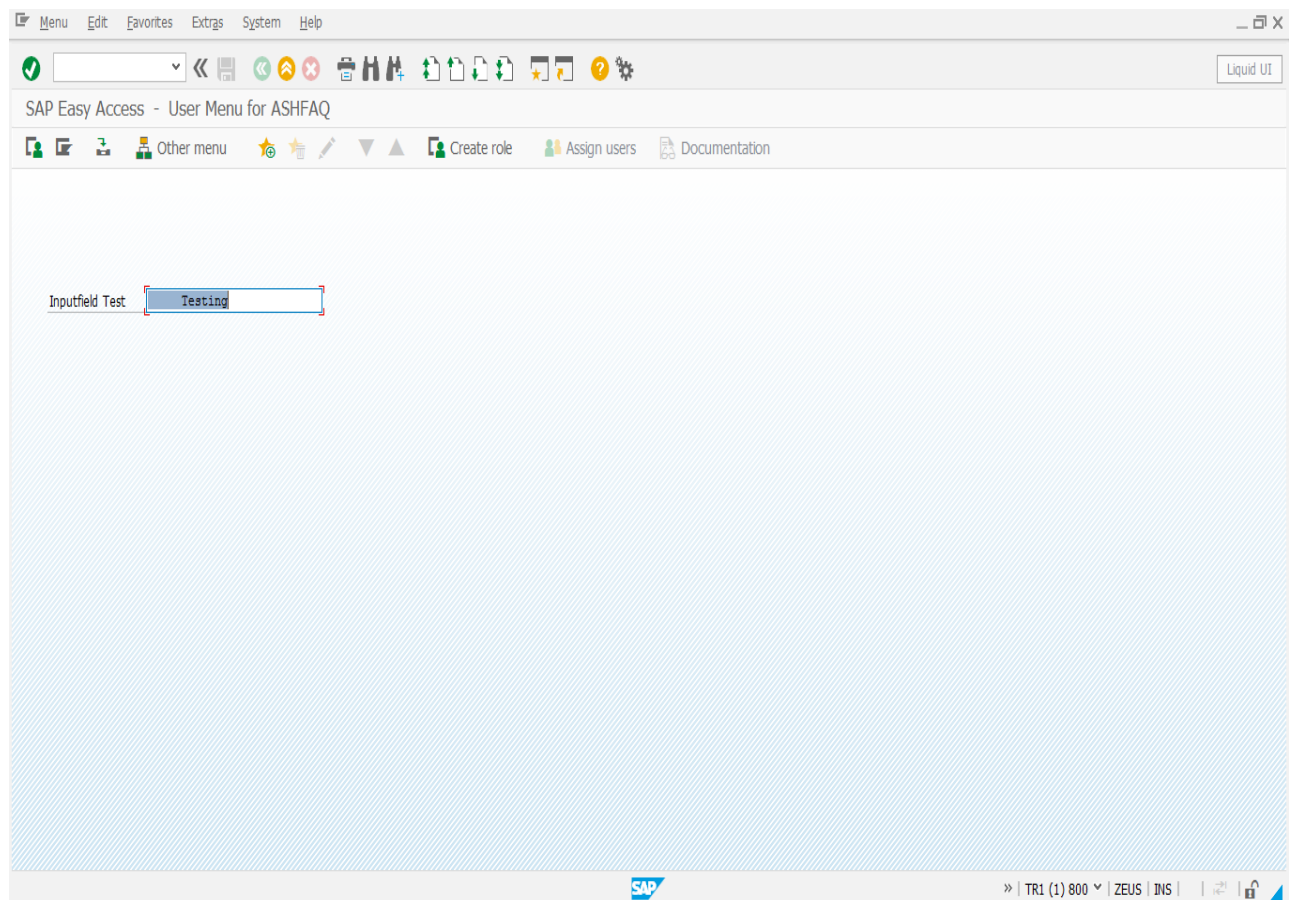 Menu Edit Favorites Extras System Help
Liquid UI
SAP Easy Access - User Menu for ASHFAQ
Other menu Create role Assign users Documentation
Inputfield Test Testing
SAP » | TR1 (1) 800 | ZEUS | INS |